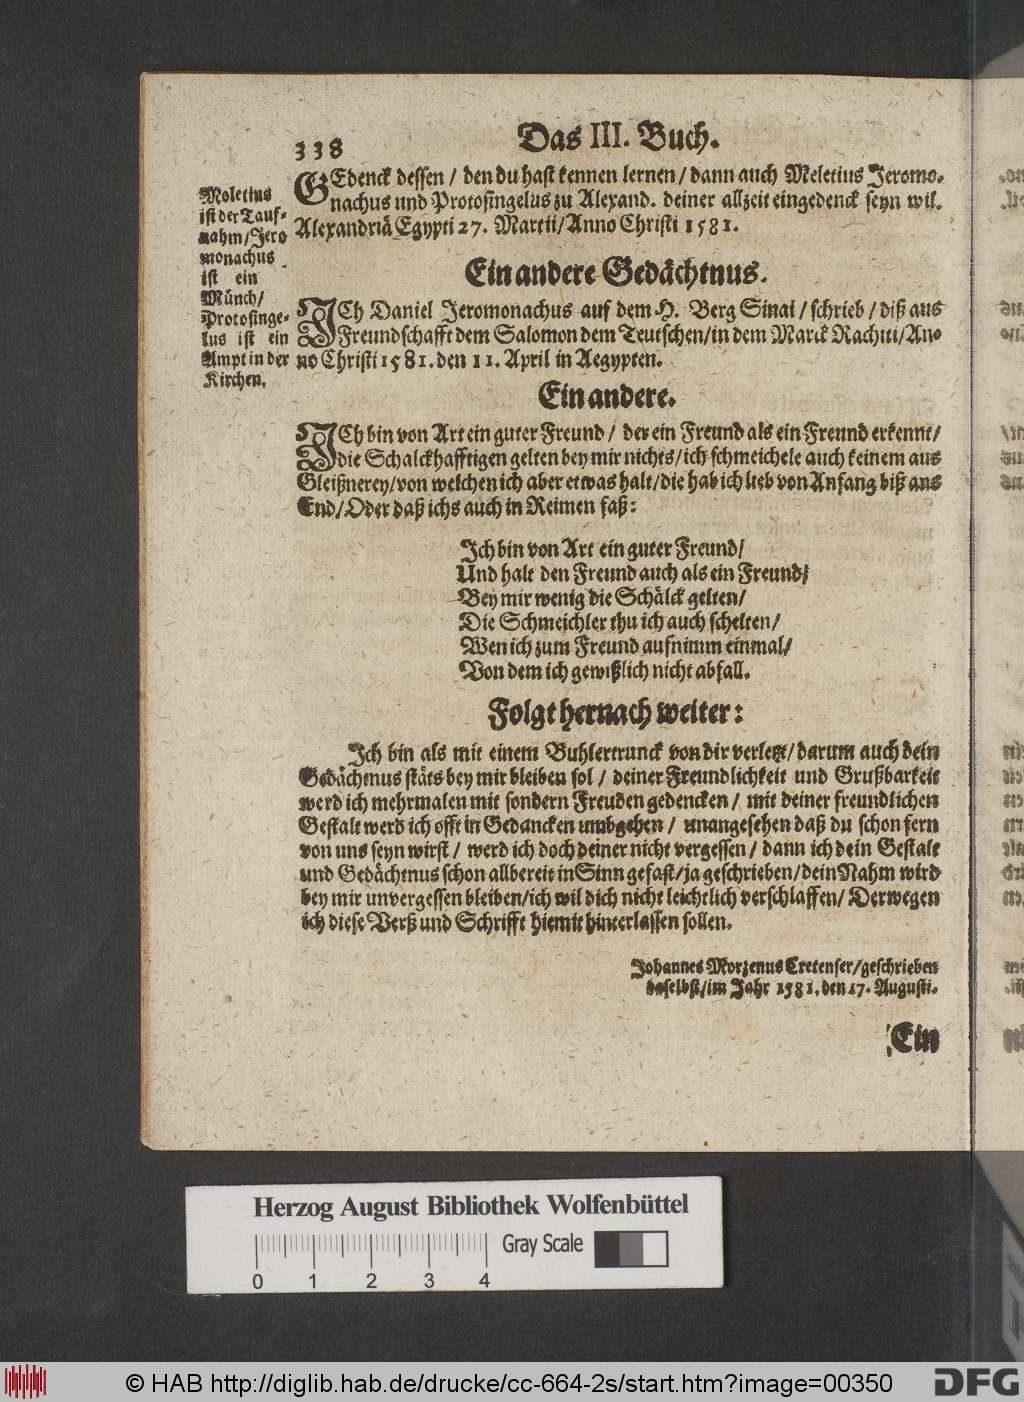 338
Das III. Buch.
Moletius
ist der Tauf-
nahm/Jero
monachus
ist ein
Münch/
Protosinge-
lus ist ein
Ampt in der
Kirchen.
GEdenck dessen / den du hast kennen lernen / dann auch Meletius Jeromo-
nachus und Protosingelus zu Alexand. deiner allzeit eingedenck seyn wil.
Alexandriâ Egypti 27. Martii/Anno Christi 1581.
Ein andere Gedächtnus.
JCh Daniel Jeromonachus auf dem H. Berg Sinai / schrieb / diß aus
Freundschafft dem Salomon dem Teutschen/in dem Marck Rachiti/An-
no Christi 1581. den 11. April in Aegypten.
Ein andere.
JCh bin von Art ein guter Freund / der ein Freund als ein Freund erkennt/
die Schalckhafftigen gelten bey mir nichts/ich schmeichele auch keinem aus
Gleißnerey/von welchen ich aber etwas halt/die hab ich lieb von Anfang biß ans
End/Oder daß ichs auch in Reimen faß:
Ich bin von Art ein guter Freund/
Und halt den Freund auch als ein Freund/
Bey mir wenig die Schälck gelten/
Die Schmeichler thu ich auch schelten/
Wen ich zum Freund aufnimm einmal/
Von dem ich gewißlich nicht abfall.
Folgt hernach weiter:
Ich bin als mit einem Buhlertrunck von dir verletzt/darum auch dein
Gedächtnus stäts bey mir bleiben sol / deiner Freundlichkeit und Grußbarkeit
werd ich mehrmalen mit sondern Freuden gedencken / mit deiner freundlichen
Gestalt werd ich offt in Gedancken umbgehen / unangesehen daß du schon fern
von uns seyn wirst / werd ich doch deiner nicht vergessen / dann ich dein Gestalt
und Gedächtnus schon allbereit in Sinn gefast/ja geschrieben/dein Nahm wird
bey mir unvergessen bleiben/ich wil dich nicht leichtlich verschlaffen/ Derwegen
ich diese Verß und Schrifft hiemit hinterlassen sollen.
Johannes Morzenus Cretenser/geschrieben
daselbst/im Jahr 1581. den 17. Augusti.
Ein
Herzog August Bibliothek Wolfenbüttel
Gray Scale
0 1 2 3 4
© HAB http://diglib.hab.de/drucke/cc-664-2s/start.htm?image=00350
DFG